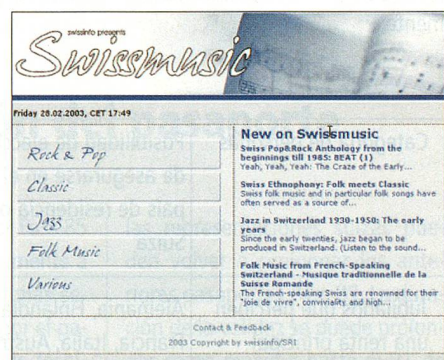 swissinfo presents
Swissmusic
Friday 28.02.2003, CET 17:49
Rock & Pop
Classic
Jazz
Folk Music
Various
New on Swissmusic
Swiss Pop&Rock Anthology from the
beginnings till 1985: BEAT (1)
Yeah, Yeah, Yeah: The Craze of the Early...
Swiss Ethnophony: Folk meets Classic
Swiss folk music and in particular folk songs have
often served as a source of...
Jazz in Switzerland 1930-1950: The early
years
Since the early twenties, jazz began to be
produced in Switzerland. (Listen to the sound...
Folk Music from French-Speaking
Switzerland - Musique traditionnelle de la
Suisse Romande
The French-speaking Swiss are renowned for their
"joie de vivre", conviviality and high...
Contact & Feedback
2003 Copyright by swissinfo/SRI